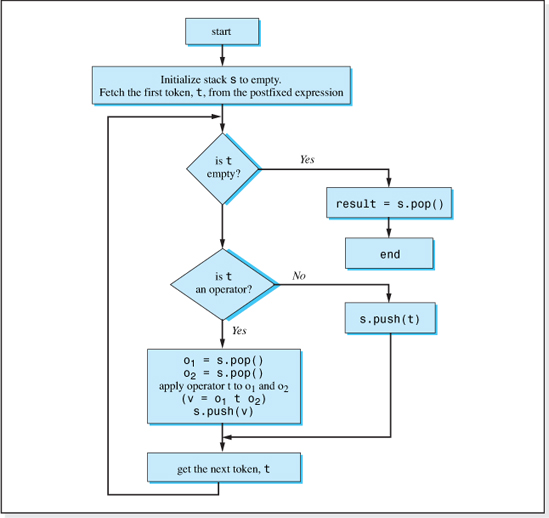 start
Initialize stack s to empty.
Fetch the first token, t, from the postfixed expression
is t
empty?
Yes
result = s.pop()
end
is t
an operator?
No
s.push(t)
Yes
o₁ = s.pop()
o₂ = s.pop()
apply operator t to o₁ and o₂
(v = o₁ t o₂)
s.push(v)
get the next token, t